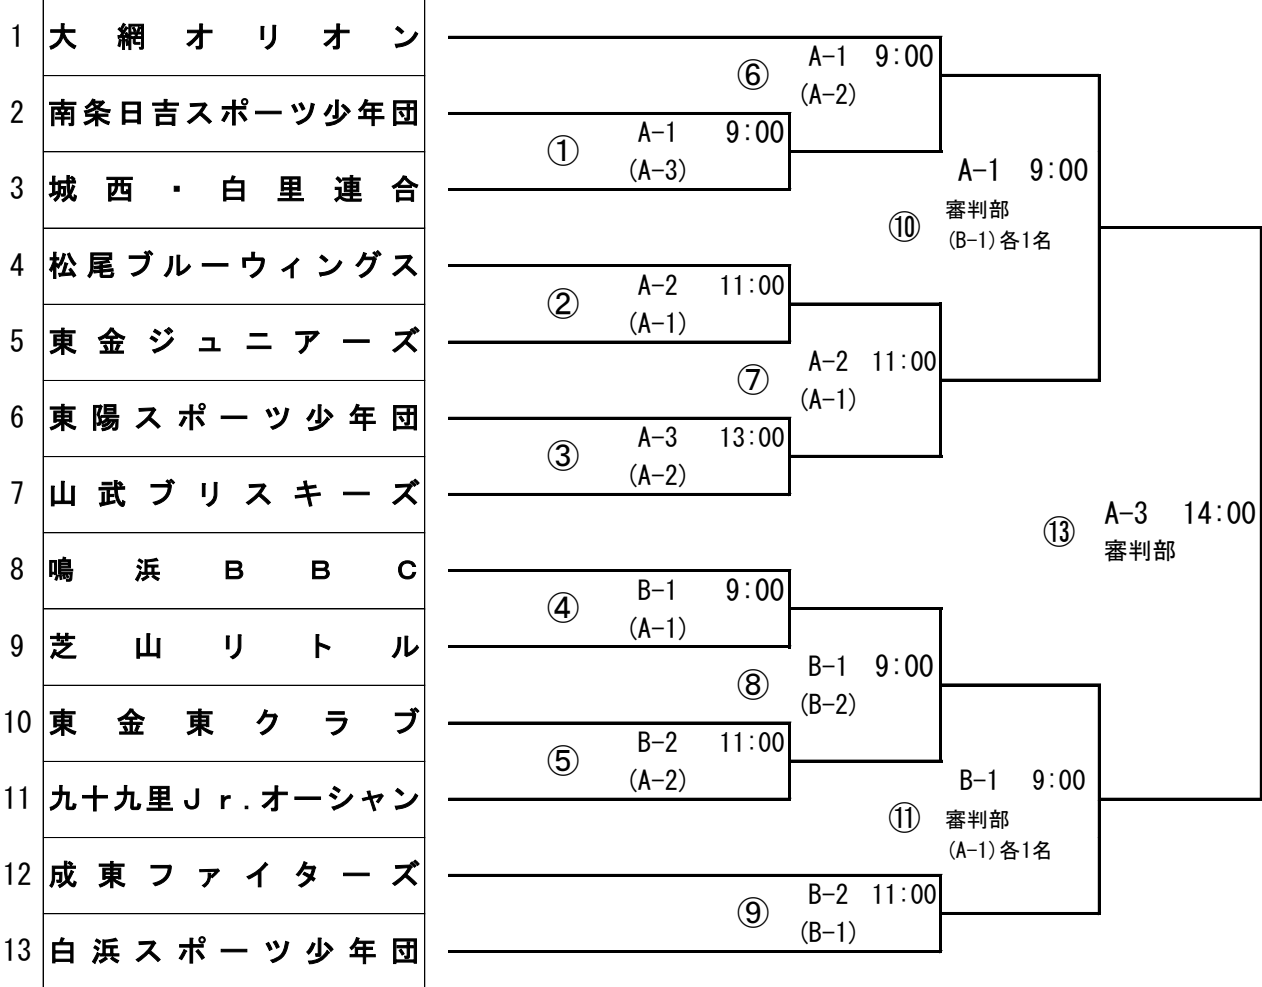 1 大網オリオン
2 南条日吉スポーツ少年団
3 城西・白里連合
4 松尾ブルーウィングス
5 東金ジュニアーズ
6 東陽スポーツ少年団
7 山武ブリスキーズ
8 鳴浜ＢＢＣ
9 芝山リトル
10 東金東クラブ
11 九十九里Ｊｒ.オーシャン
12 成東ファイターズ
13 白浜スポーツ少年団
① A-1 9:00
(A-3)
② A-2 11:00
(A-1)
③ A-3 13:00
(A-2)
④ B-1 9:00
(A-1)
⑤ B-2 11:00
(A-2)
⑥ A-1 9:00
(A-2)
⑦ A-2 11:00
(A-1)
⑧ B-1 9:00
(B-2)
⑨ B-2 11:00
(B-1)
⑩ A-1 9:00
審判部
(B-1)各1名
⑪ B-1 9:00
審判部
(A-1)各1名
⑬ A-3 14:00
審判部